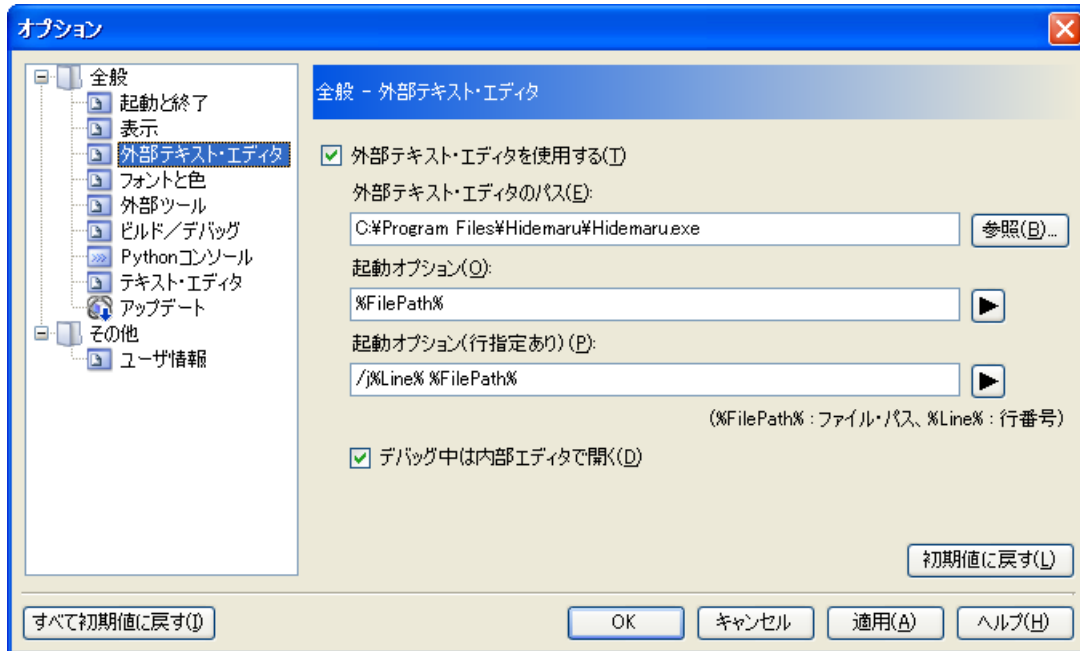 オプション
全般
起動と終了
表示
外部テキスト・エディタ
フォントと色
外部ツール
ビルド／デバッグ
Pythonコンソール
テキスト・エディタ
アップデート
その他
ユーザ情報
全般 - 外部テキスト・エディタ
外部テキスト・エディタを使用する(T)
外部テキスト・エディタのパス(E):
C:¥Program Files¥Hidemaru¥Hidemaru.exe
参照(B)...
起動オプション(O):
%FilePath%
起動オプション(行指定あり)(P):
/j%Line% %FilePath%
(%FilePath% : ファイル・パス、%Line% : 行番号)
デバッグ中は内部エディタで開く(D)
初期値に戻す(L)
すべて初期値に戻す(I)
OK
キャンセル
適用(A)
ヘルプ(H)